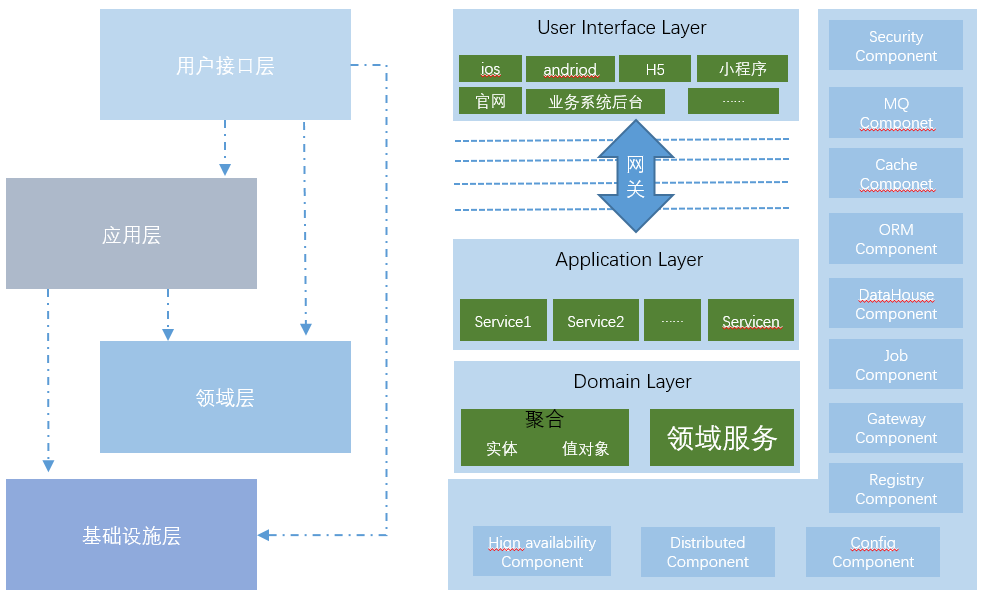 用户接口层
应用层
领域层
基础设施层
User Interface Layer
ios
andriod
H5
小程序
官网
业务系统后台
……
网
关
Application Layer
Service1
Service2
……
Servicen
Domain Layer
聚合
实体
值对象
领域服务
Security
Component
MQ
Componet
Cache
Componet
ORM
Component
DataHouse
Component
Job
Component
Gateway
Component
Registry
Component
Hign availability
Component
Distributed
Component
Config
Component